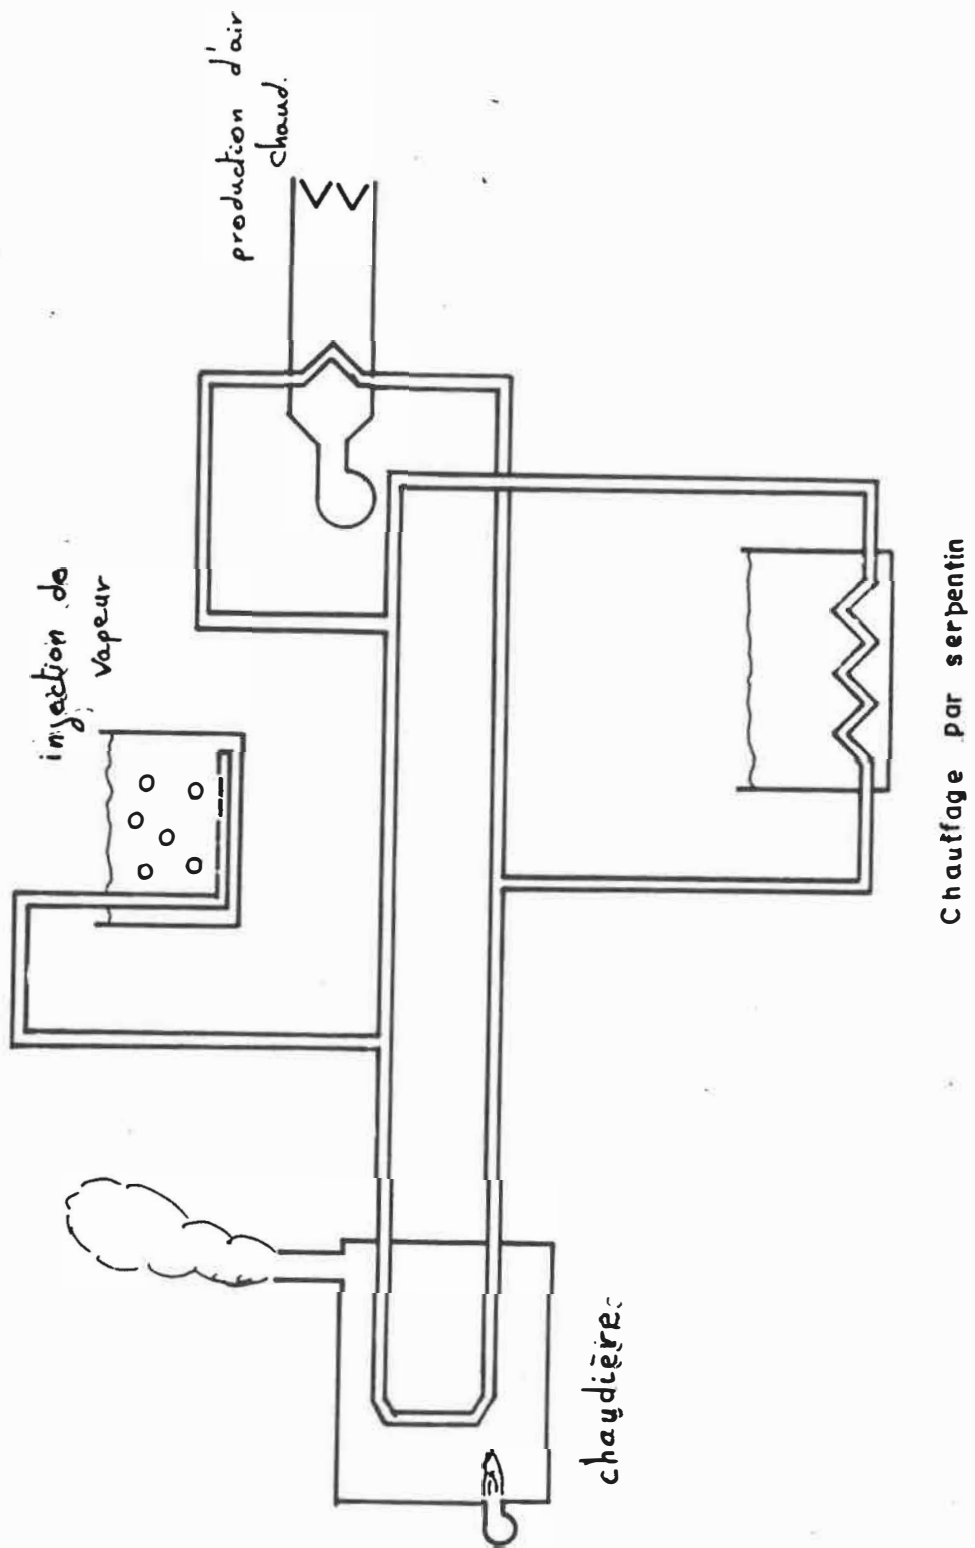 production d'air
chaud.
injection de
vapeur
chaudière.
Chauffage par serpentin